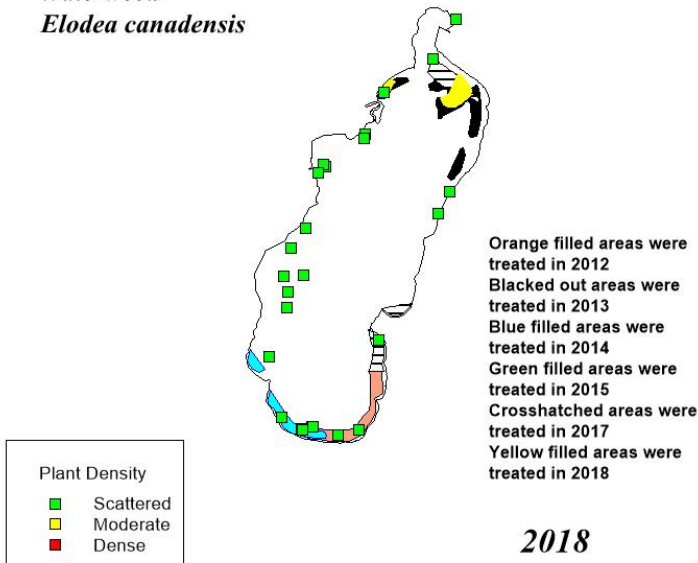 Elodea canadensis
Orange filled areas were
treated in 2012
Blacked out areas were
treated in 2013
Blue filled areas were
treated in 2014
Green filled areas were
treated in 2015
Crosshatched areas were
treated in 2017
Yellow filled areas were
treated in 2018
Plant Density
Scattered
Moderate
Dense
2018